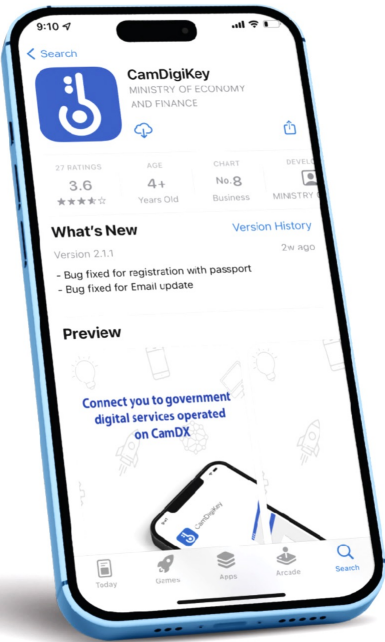 9:10
Search
CamDigiKey
MINISTRY OF ECONOMY
AND FINANCE
27 RATINGS
AGE
CHART
DEVEL
3.6
4+
No.8
Years Old
Business
MINISTRY
What's New
Version History
Version 2.1.1
2w ago
- Bug fixed for registration with passport
- Bug fixed for Email update
Preview
Connect you to government
digital services operated
on CamDX
CamDigiKey
Today
Games
Apps
Arcade
Search